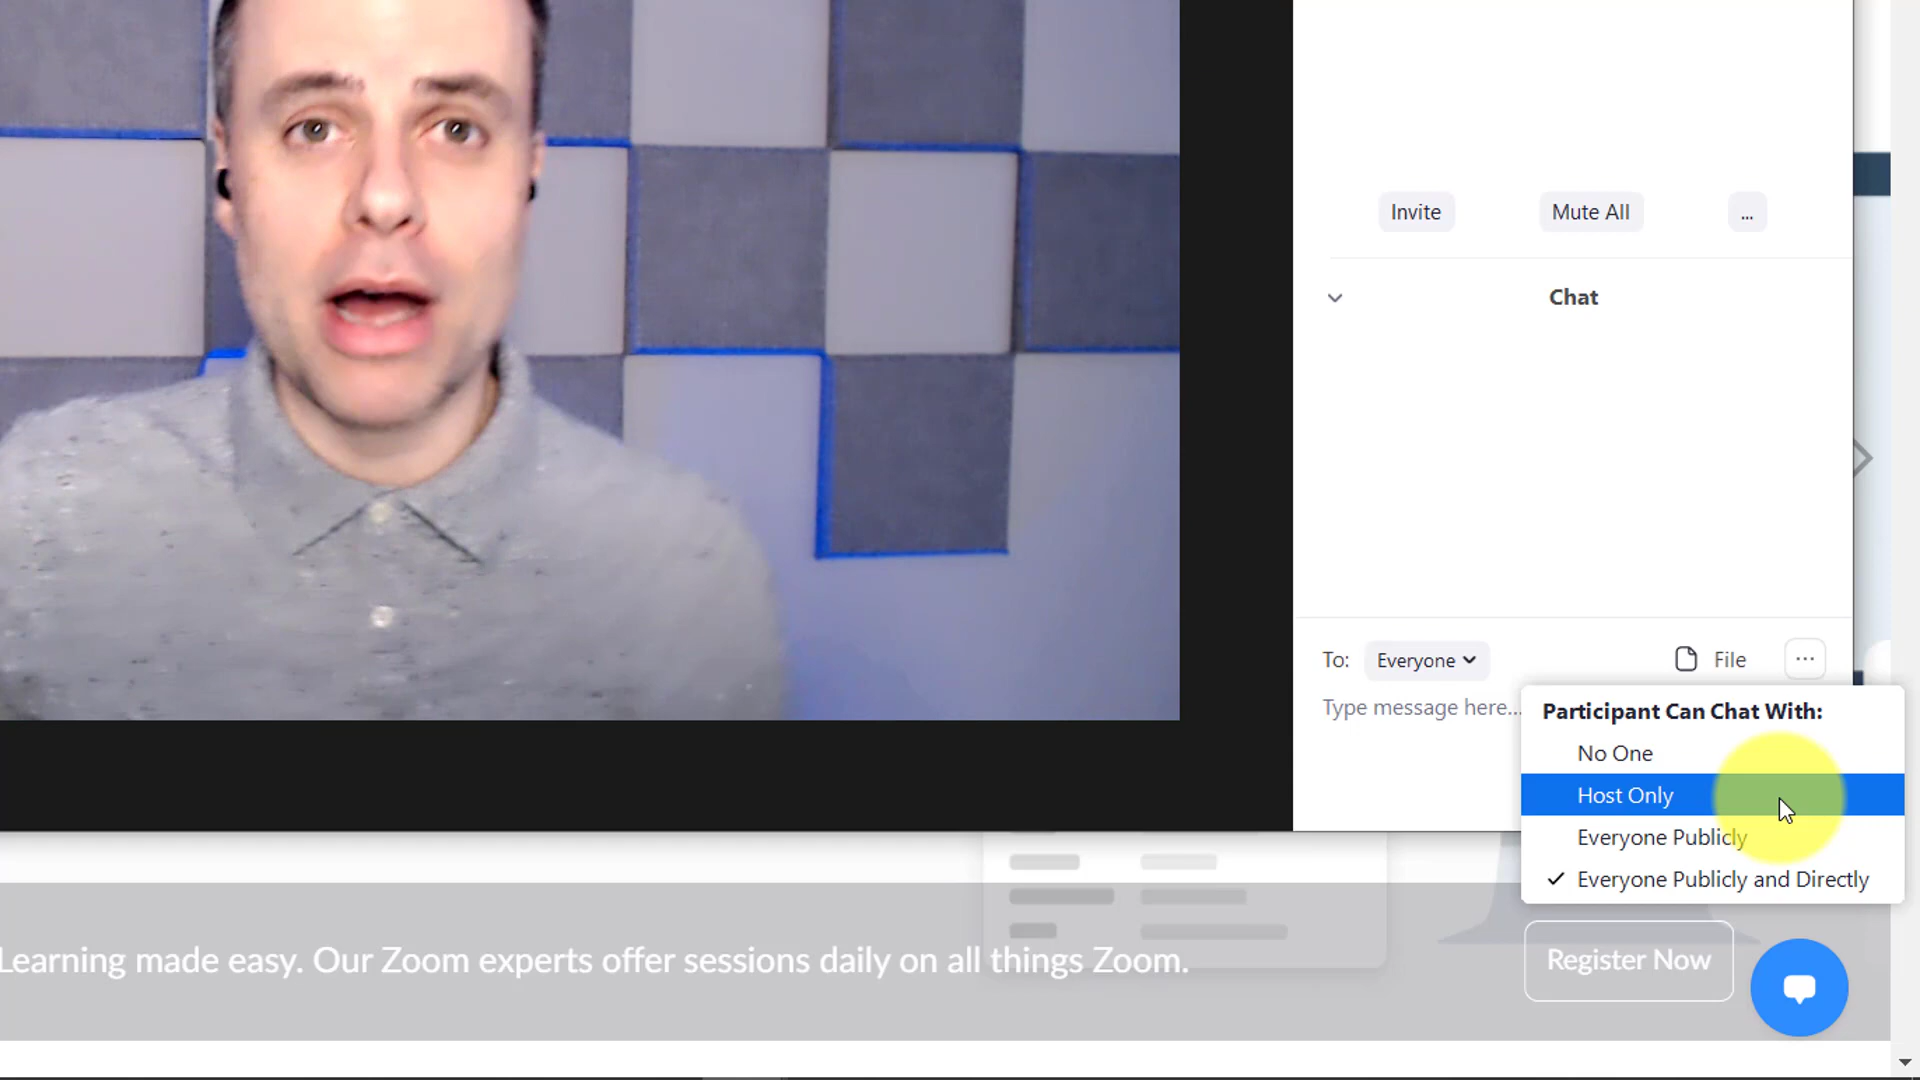 Invite
Mute All
...
Chat
To: Everyone
File
...
Type message here...
Participant Can Chat With:
No One
Host Only
Everyone Publicly
Everyone Publicly and Directly
Learning made easy. Our Zoom experts offer sessions daily on all things Zoom.
Register Now